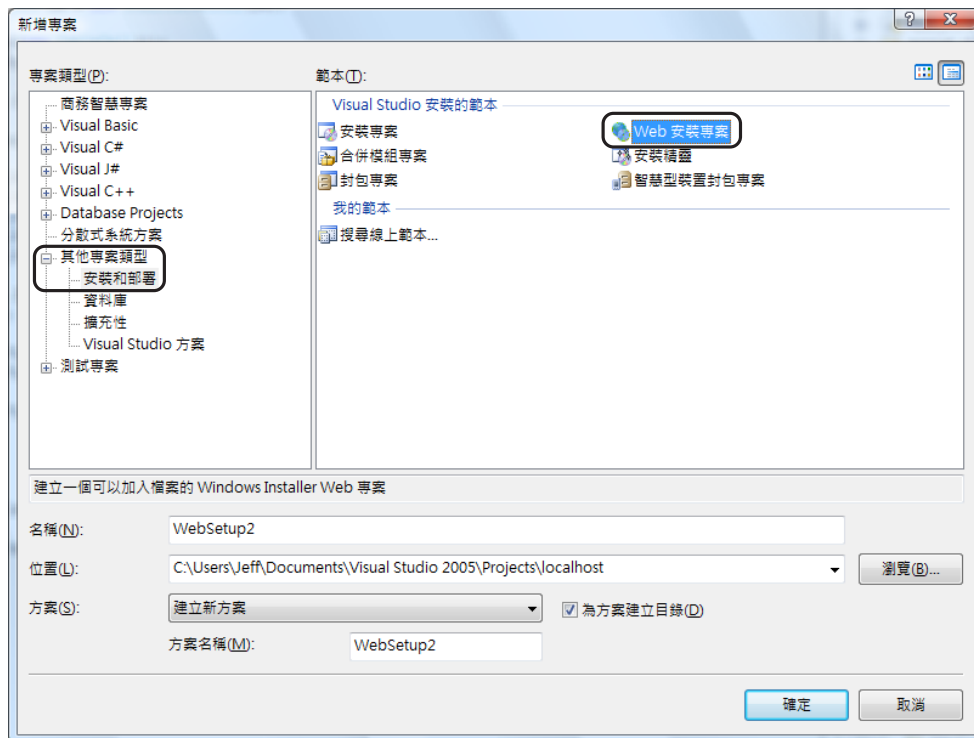 新增專案
專案類型(P):
範本(T):
商務智慧專案
Visual Basic
Visual C#
Visual J#
Visual C++
Database Projects
分散式系統方案
其他專案類型
安裝和部署
資料庫
擴充性
Visual Studio 方案
測試專案
Visual Studio 安裝的範本
安裝專案
Web 安裝專案
合併模組專案
安裝精靈
封包專案
智慧型裝置封包專案
我的範本
搜尋線上範本...
建立一個可以加入檔案的 Windows Installer Web 專案
名稱(N):
WebSetup2
位置(L):
C:\Users\Jeff\Documents\Visual Studio 2005\Projects\localhost
瀏覽(B)...
方案(S):
建立新方案
為方案建立目錄(D)
方案名稱(M):
WebSetup2
確定
取消